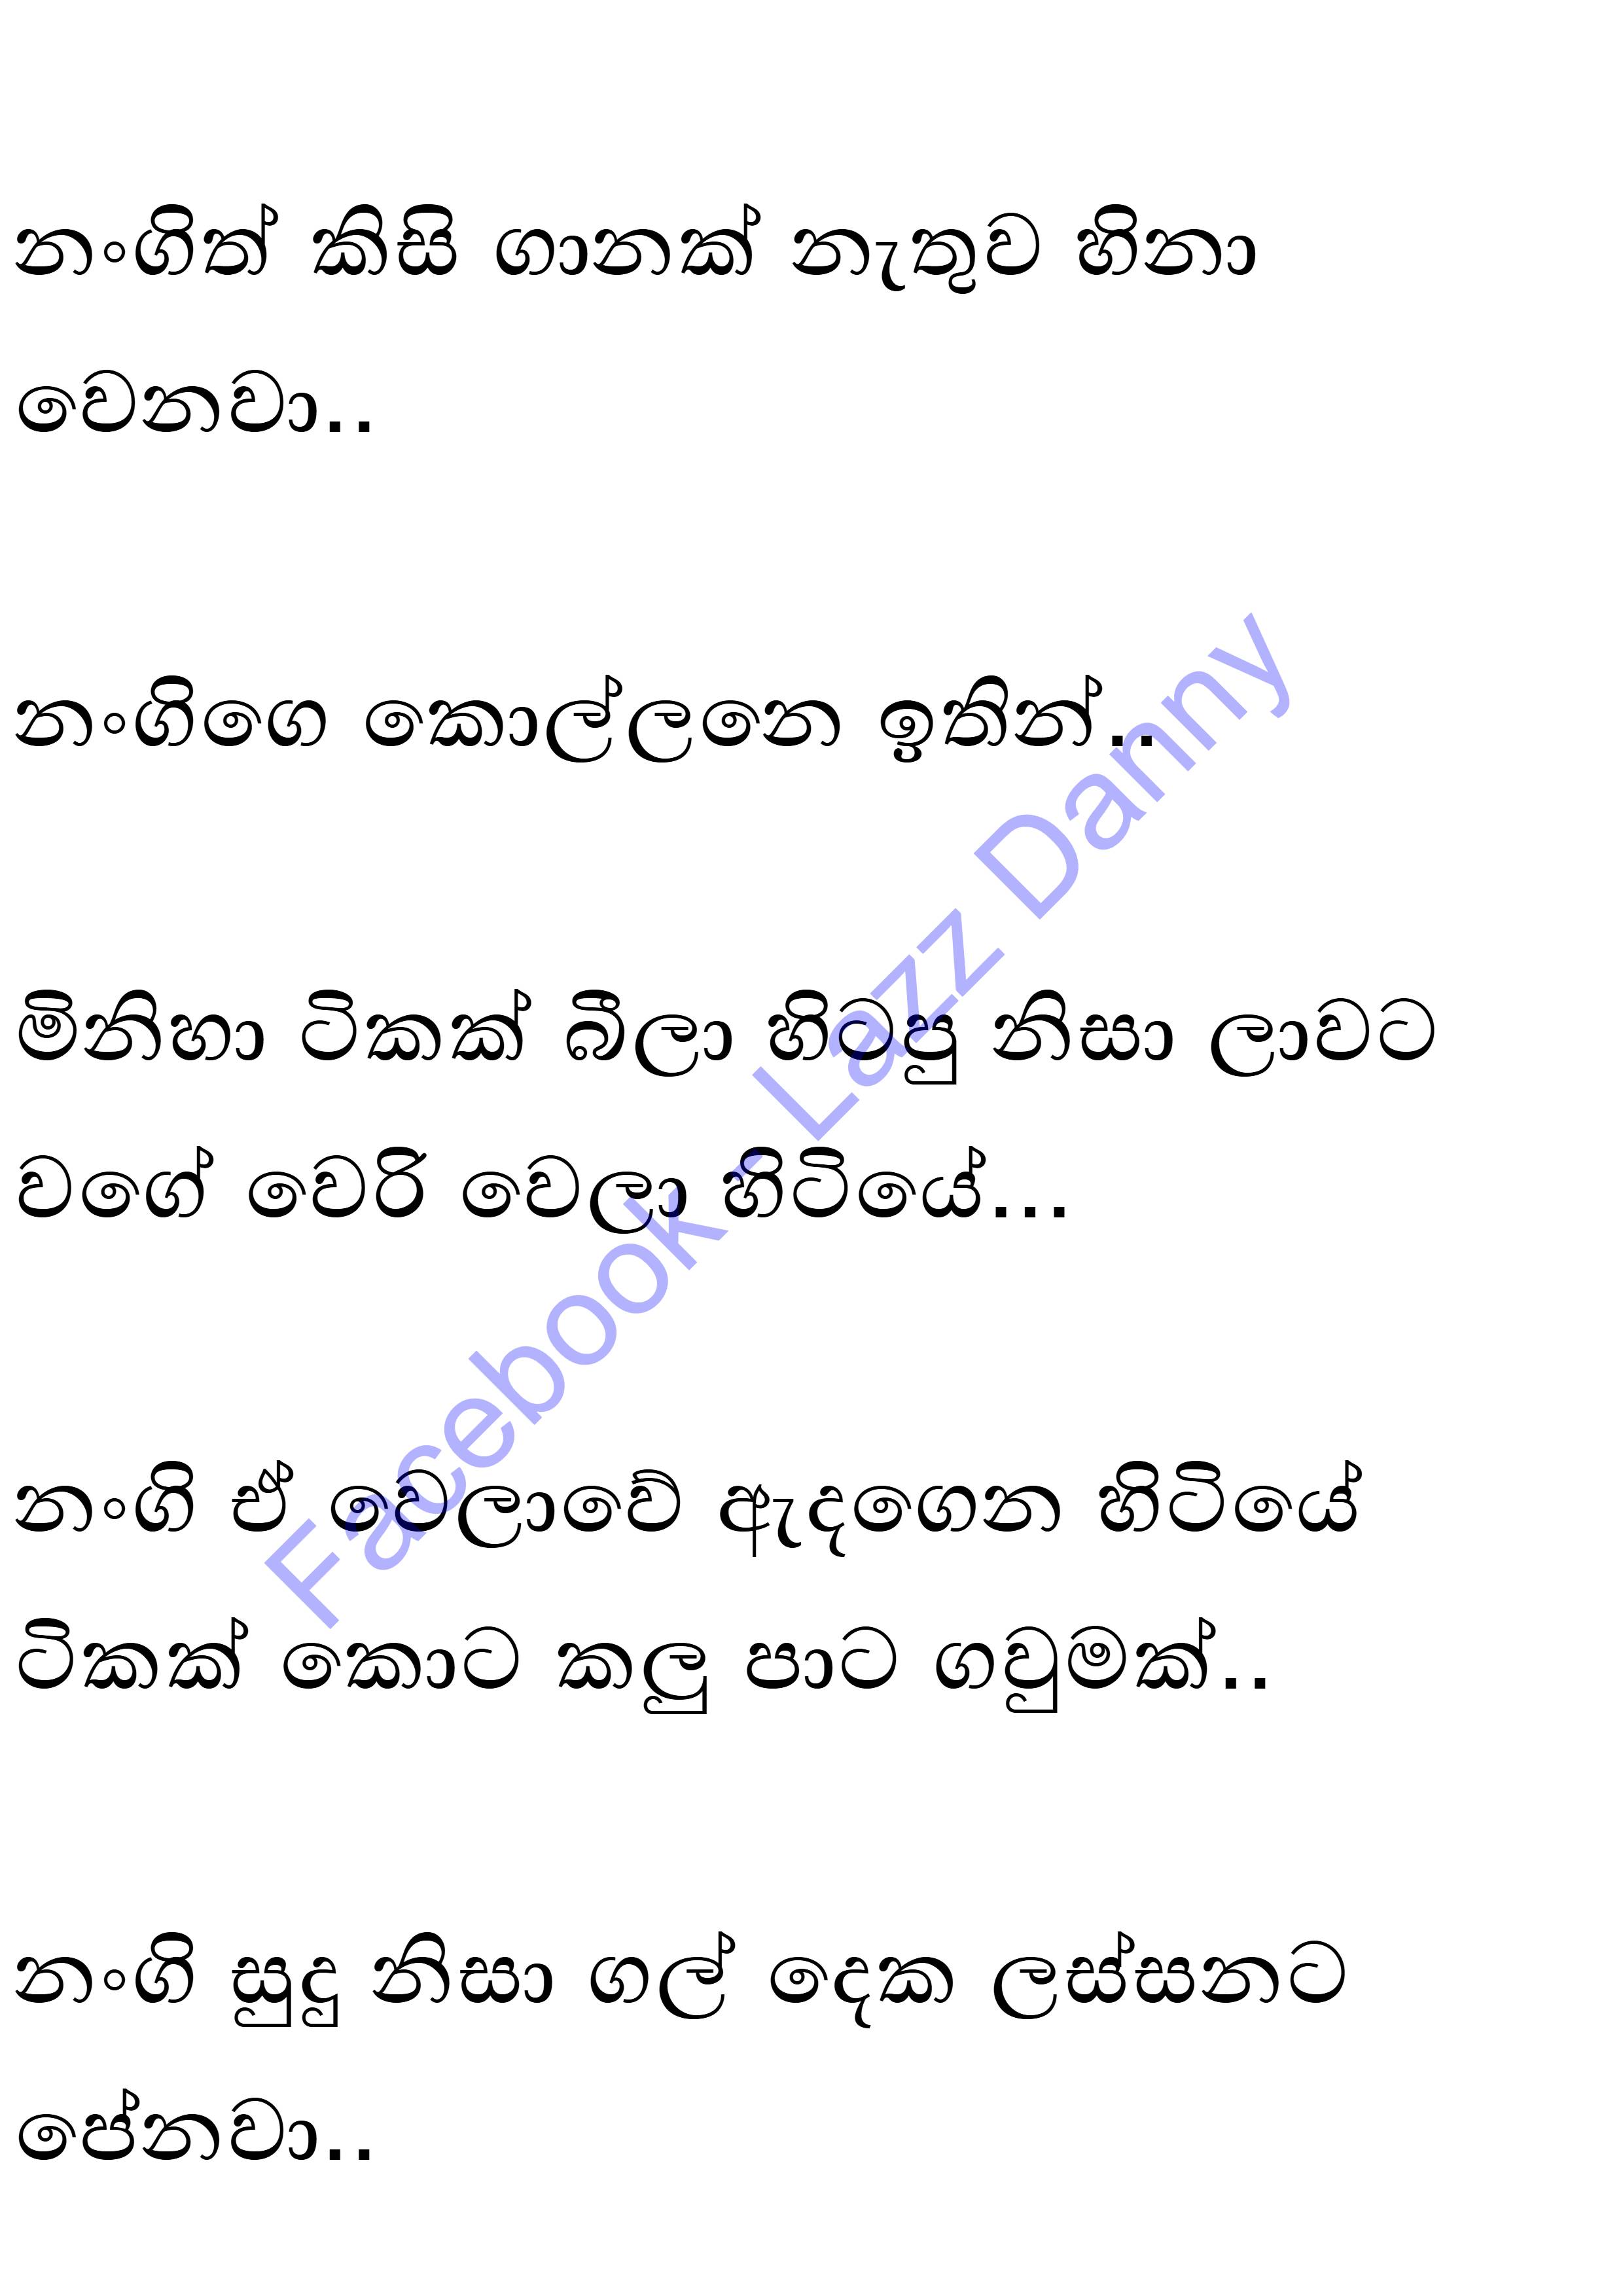 නංගිත් කිසි ගානක් නැතුව හිනා
වෙනවා..
නංගිගෙ කොල්ලනෙ ඉතින්..
මිනිහා ටිකක් බීලා හිටපු නිසා ලාවට
වගේ වෙරි වෙලා හිටියේ...
නංගි ඒ වෙලාවේ ඇදගෙන හිටියේ
ටිකක් කොට කලු පාට ගවුමක්..
නංගි සුදු නිසා ගල් දෙක ලස්සනට
පේනවා..
Facebook - Lazz Danny